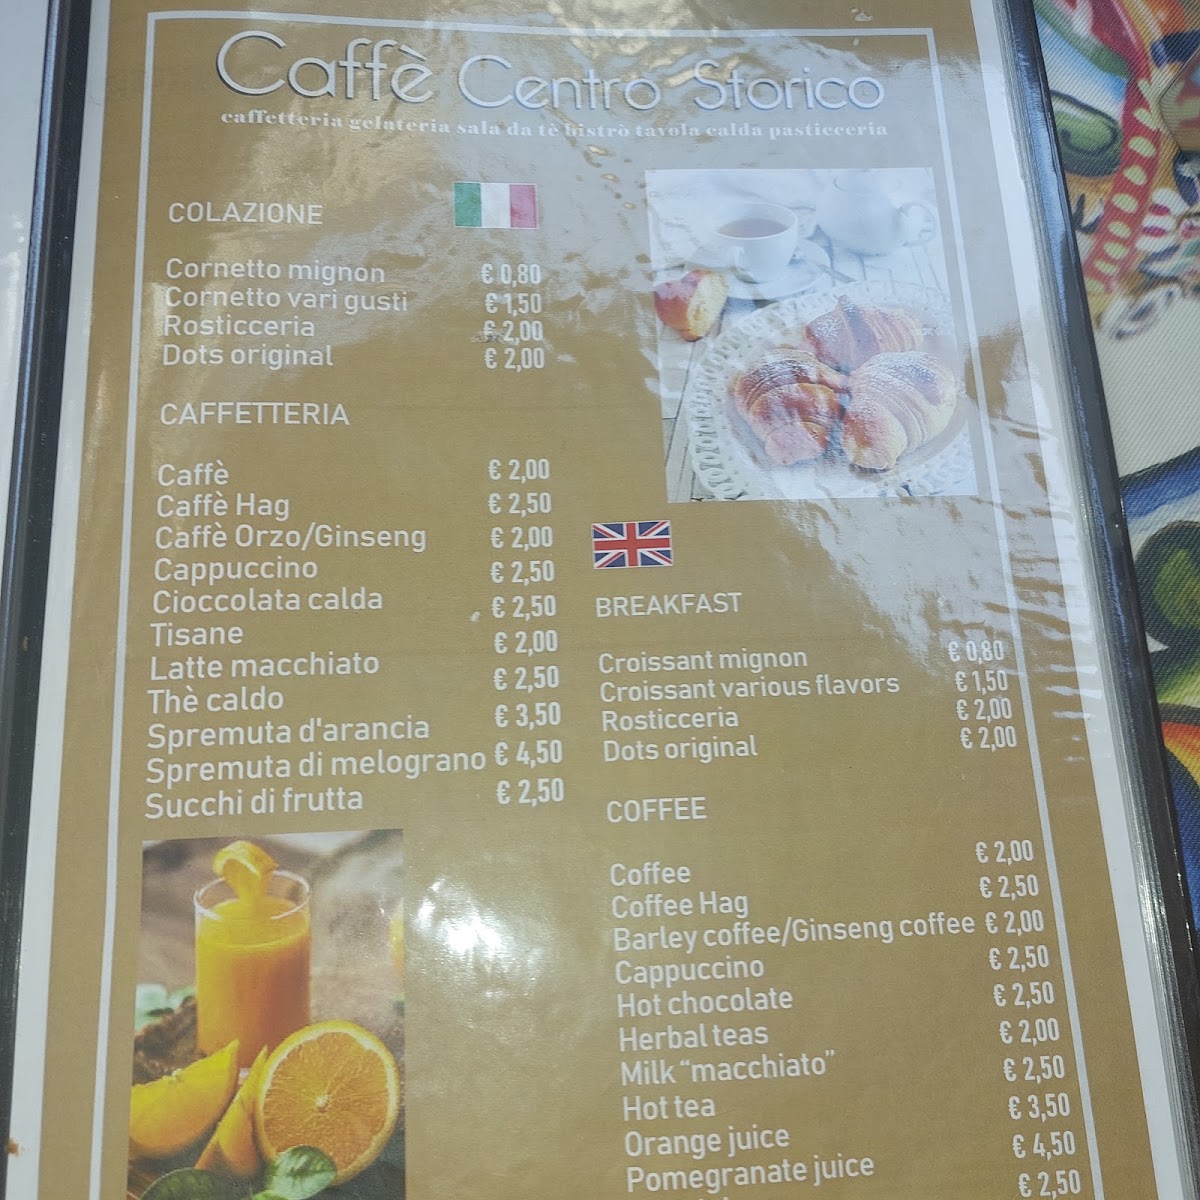 Caffè Centro Storico
caffetteria gelateria sala da tè bistrò tavola calda pasticceria
COLAZIONE
Cornetto mignon € 0,80
Cornetto vari gusti € 1,50
Rosticceria € 2,00
Dots original € 2,00
CAFFETTERIA
Caffè
Caffè Hag
Caffè Orzo/Ginseng
Cappuccino
Cioccolata calda
Tisane
Latte macchiato
Thè caldo
Spremuta d'arancia
Spremuta di melograno
Succhi di frutta
€ 2,00
€ 2,50
€ 2,00
€ 2,50
€ 2,50
€ 2,00
€ 2,50
€ 3,50
€ 4,50
€ 2,50
BREAKFAST
Croissant mignon € 0,80
Croissant various flavors € 1,50
Rosticceria € 2,00
Dots original € 2,00
COFFEE
Coffee
Coffee Hag
Barley coffee/Ginseng coffee
Cappuccino
Hot chocolate
Herbal teas
Milk “macchiato”
Hot tea
Orange juice
Pomegranate juice
€ 2,00
€ 2,50
€ 2,00
€ 2,50
€ 2,50
€ 2,00
€ 2,50
€ 3,50
€ 4,50
€ 2,50